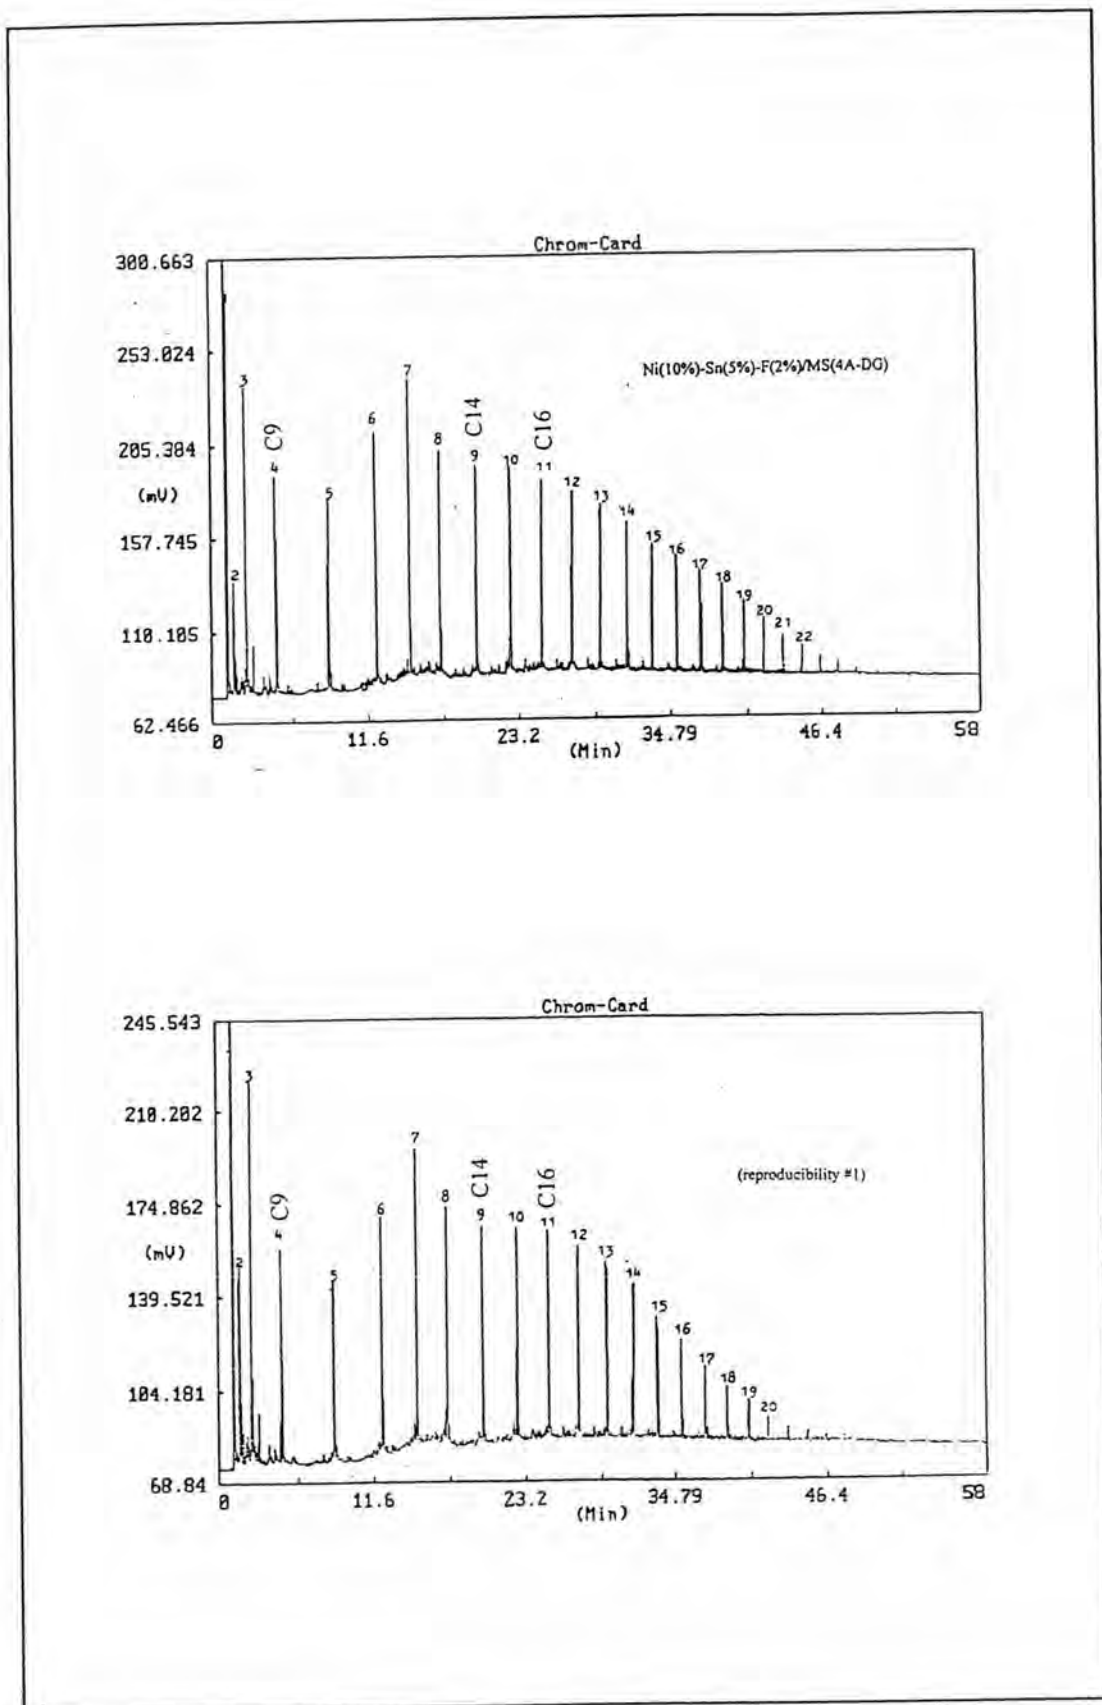 Chrom-Card
300.663
253.024
205.384
(mV)
157.745
110.105
62.466
Ni(10%)-Sn(5%)-F(2%)/MS(4A-DG)
2
3
4 C9
5
6
7
8
9 C14
10
11 C16
12
13
14
15
16
17
18
19
20
21
22
0 11.6 23.2 34.79 46.4 58
(Min)
Chrom-Card
245.543
210.202
174.862
(mV)
139.521
104.181
68.84
(reproducibility #1)
2
3
4 C9
5
6
7
8
9 C14
10
11 C16
12
13
14
15
16
17
18
19
20
0 11.6 23.2 34.79 46.4 58
(Min)